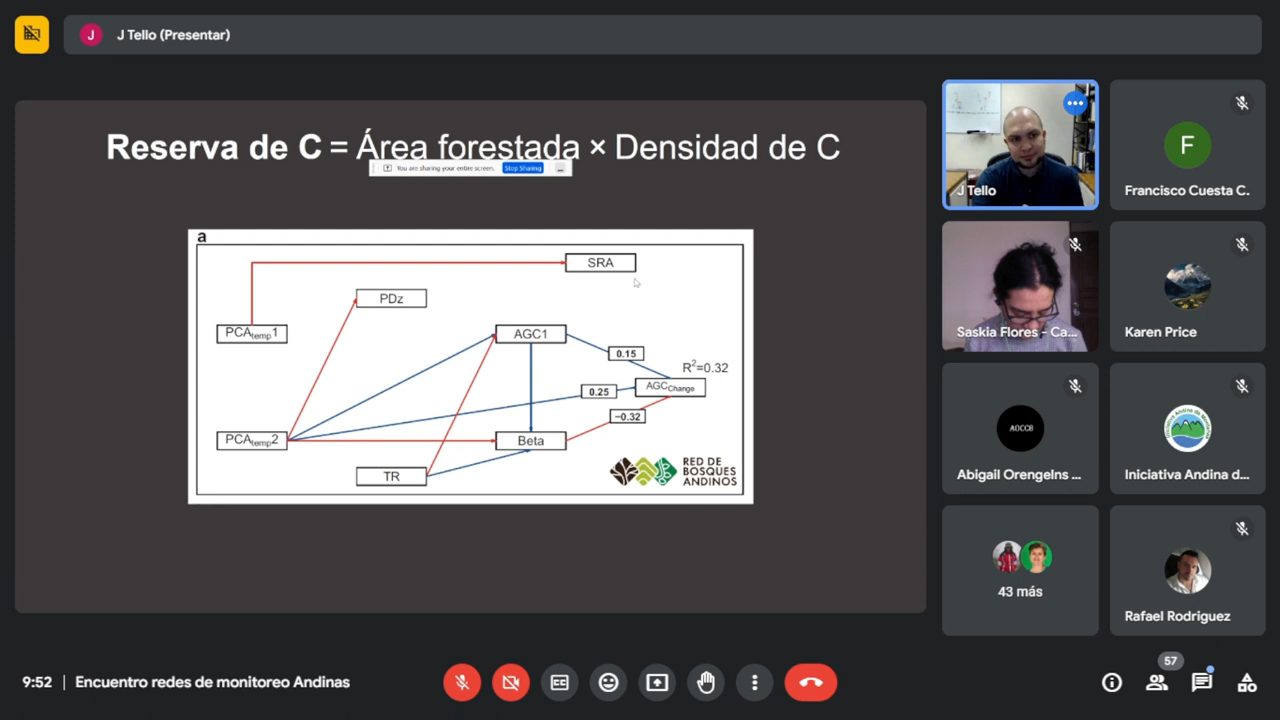 J
J Tello (Presentar)
Reserva de C = Área forestada × Densidad de C
You are sharing your entire screen.
Stop Sharing
a
SRA
PDz
PCAtemp1
AGC1
0.15
R2=0.32
AGCChange
0.25
−0.32
PCAtemp2
Beta
TR
RED DE
BOSQUES
ANDINOS
J Tello
F
Francisco Cuesta C.
Saskia Flores - Ca...
Karen Price
AOCCB
Abigail OrengeIns ...
Iniciativa Andina d...
43 más
Rafael Rodriguez
9:52 | Encuentro redes de monitoreo Andinas
57